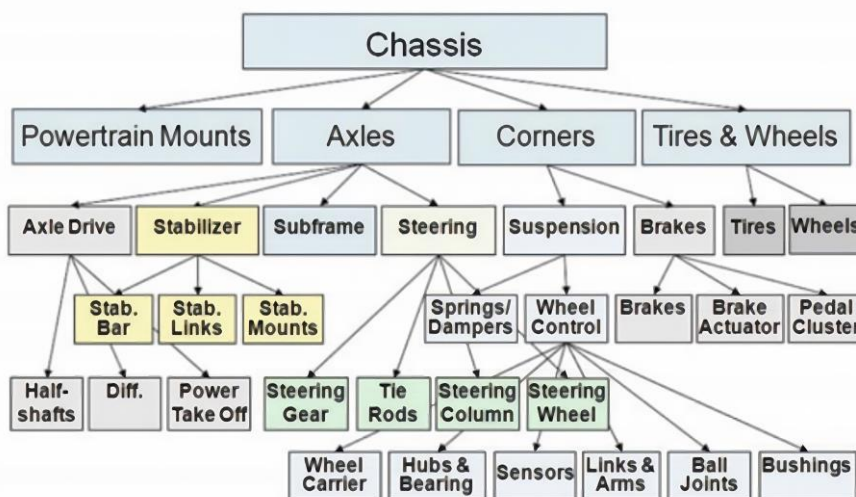 Chassis
Powertrain Mounts
Axles
Corners
Tires & Wheels
Axle Drive
Stabilizer
Subframe
Steering
Suspension
Brakes
Tires
Wheels
Stab.
Bar
Stab.
Links
Stab.
Mounts
Springs/
Dampers
Wheel
Control
Brakes
Brake
Actuator
Pedal
Cluster
Half-
shafts
Diff.
Power
Take Off
Steering
Gear
Tie
Rods
Steering
Column
Steering
Wheel
Wheel
Carrier
Hubs &
Bearing
Sensors
Links &
Arms
Ball
Joints
Bushings